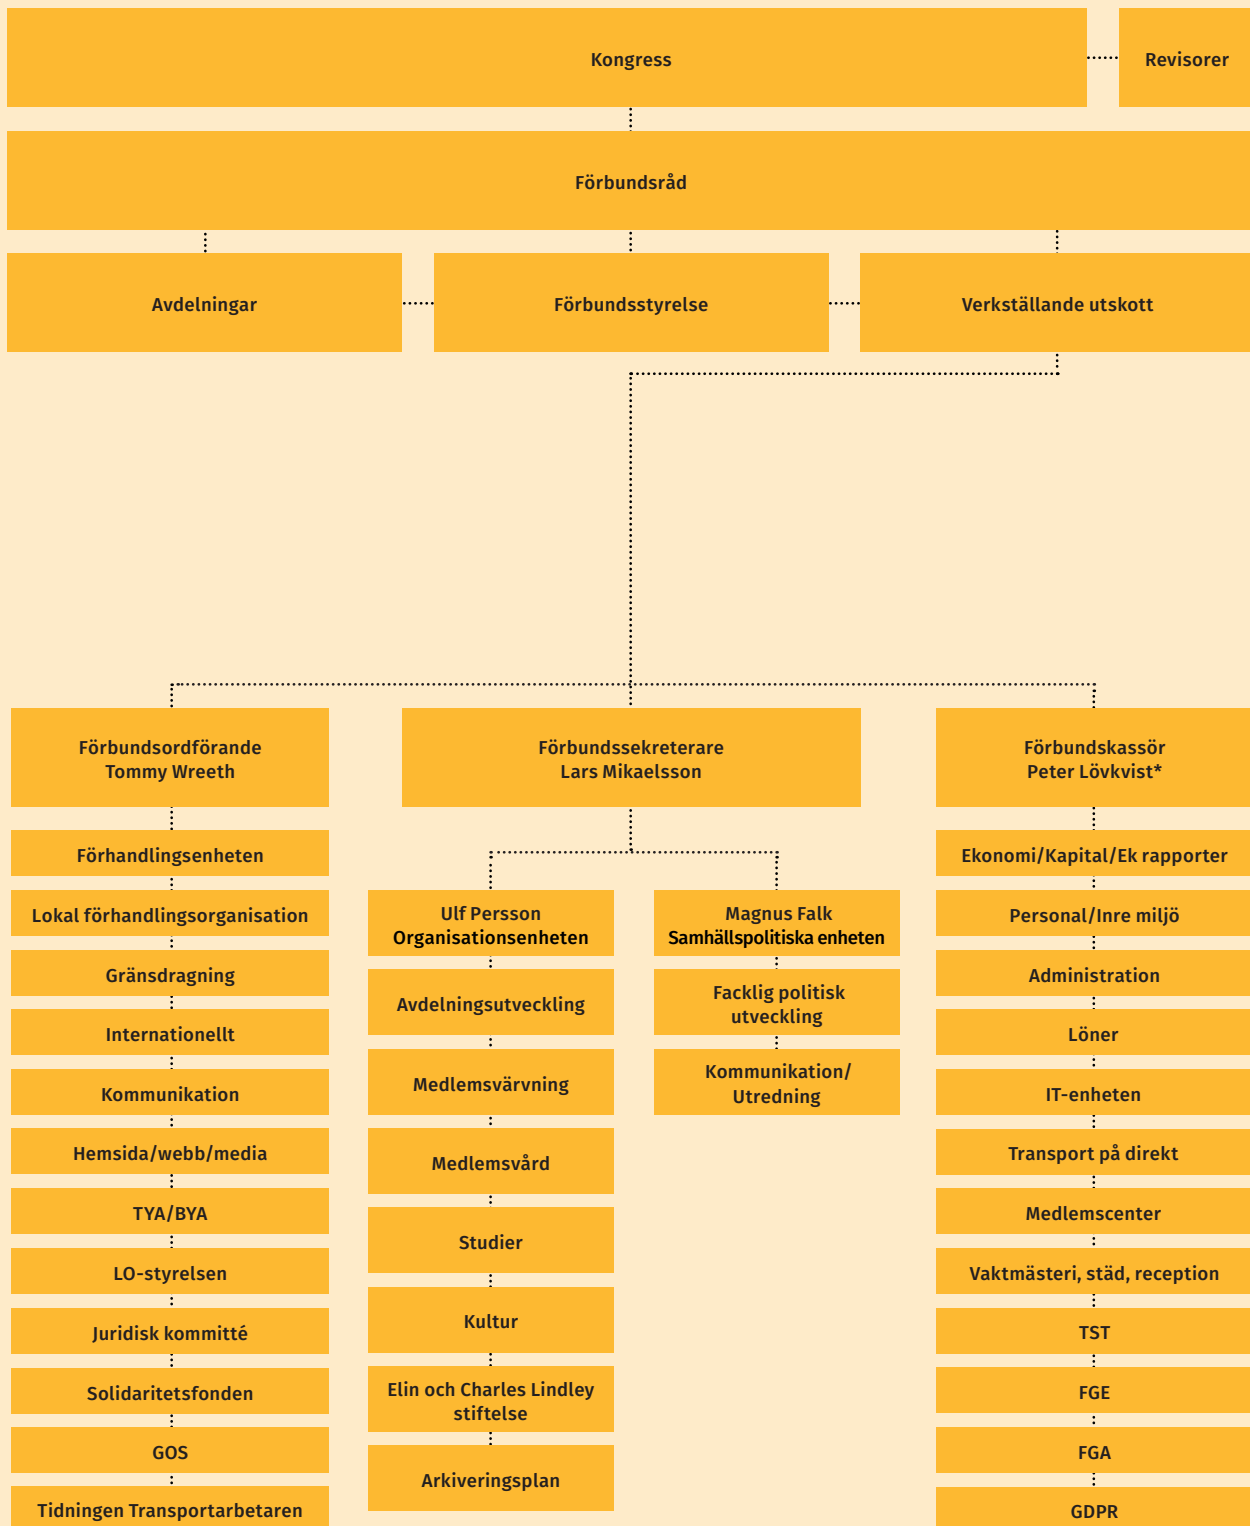 Kongress
Revisorer
Förbundsråd
Avdelningar
Förbundsstyrelse
Verkställande utskott
Förbundsordförande
Tommy Wreeth
Förhandlingsenheten
Lokal förhandlingsorganisation
Gränsdragning
Internationellt
Kommunikation
Hemsida/webb/media
TYA/BYA
LO-styrelsen
Juridisk kommitté
Solidaritetsfonden
GOS
Tidningen Transportarbetaren
Förbundssekreterare
Lars Mikaelsson
Ulf Persson
Organisationsenheten
Avdelningsutveckling
Medlemsvärvning
Medlemsvård
Studier
Kultur
Elin och Charles Lindley
stiftelse
Arkiveringsplan
Magnus Falk
Samhällspolitiska enheten
Facklig politisk
utveckling
Kommunikation/
Utredning
Förbundskassör
Peter Lövkvist*
Ekonomi/Kapital/Ek rapporter
Personal/Inre miljö
Administration
Löner
IT-enheten
Transport på direkt
Medlemscenter
Vaktmästeri, städ, reception
TST
FGE
FGA
GDPR